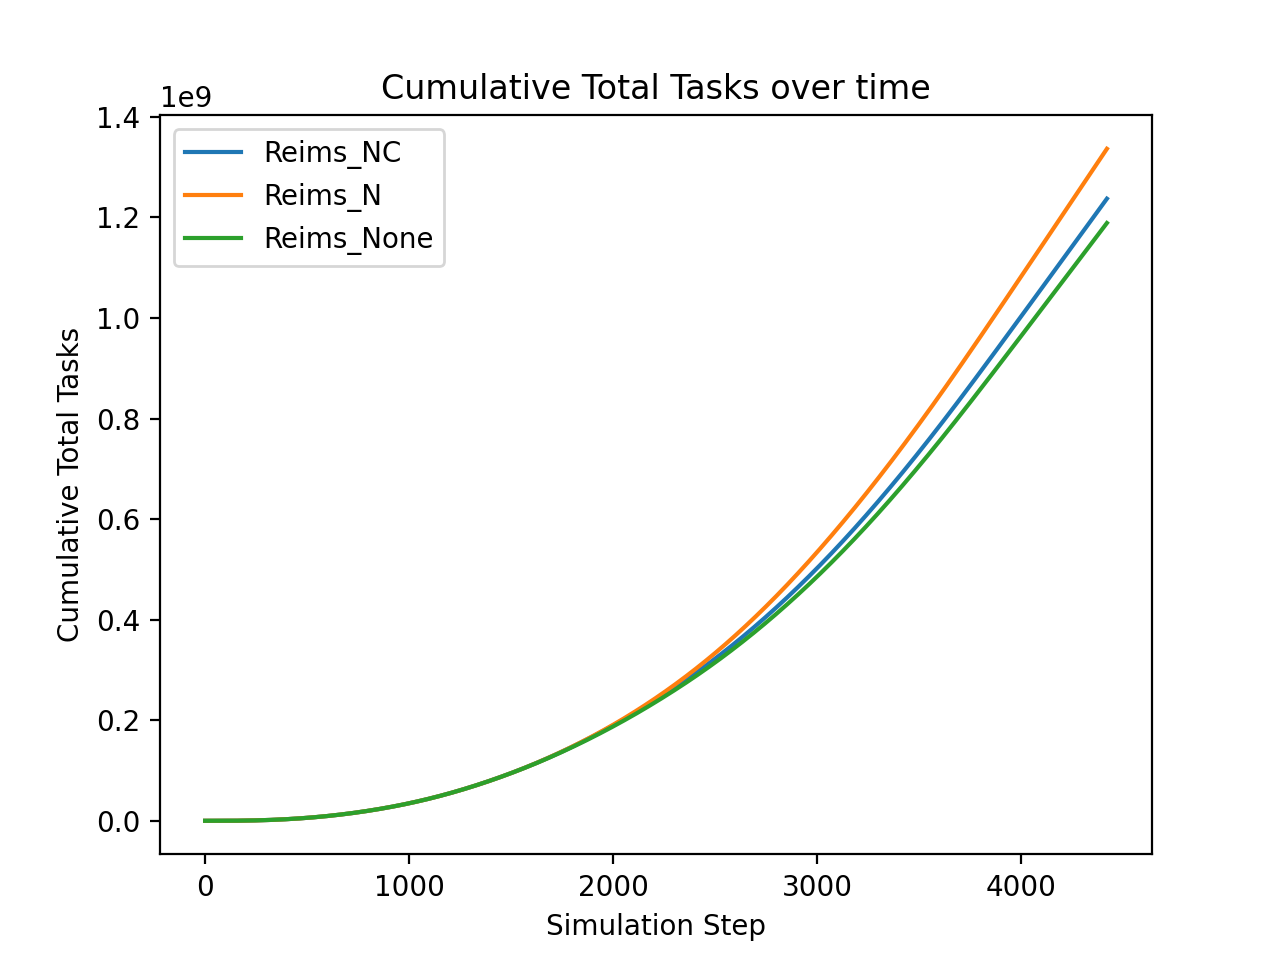 Cumulative Total Tasks over time
1e9
1.4
1.2
1.0
0.8
0.6
0.4
0.2
0.0
Cumulative Total Tasks
Reims_NC
Reims_N
Reims_None
0 1000 2000 3000 4000
Simulation Step